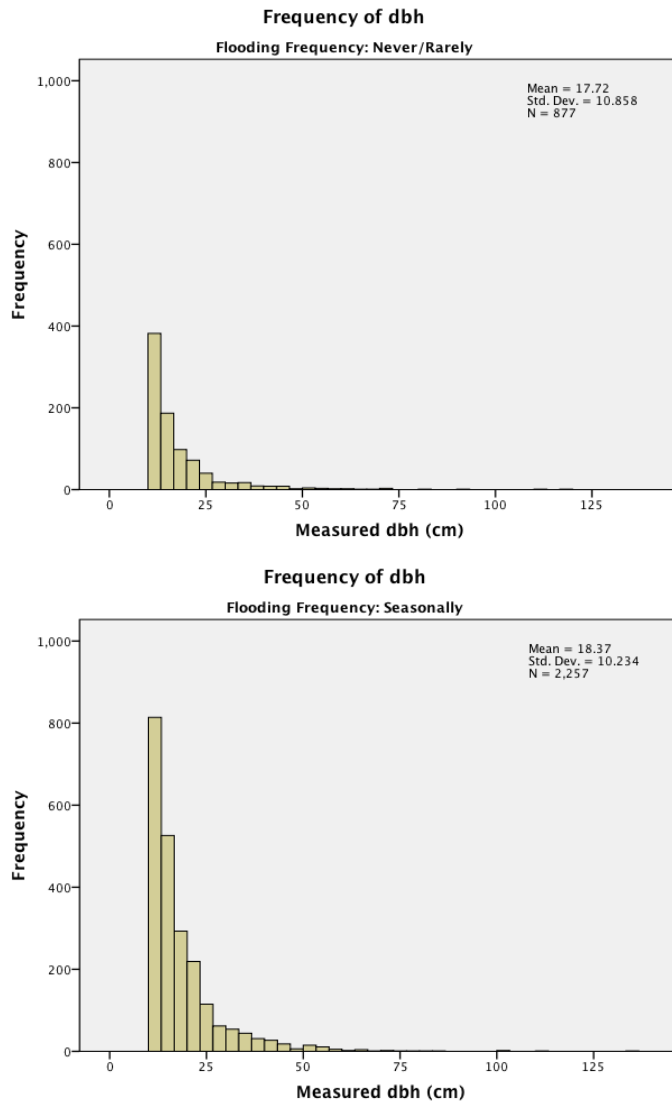 Frequency of dbh
Flooding Frequency: Never/Rarely
Mean = 17.72
Std. Dev. = 10.858
N = 877
1,000
800
600
400
200
0
Frequency
0 25 50 75 100 125
Measured dbh (cm)
Frequency of dbh
Flooding Frequency: Seasonally
Mean = 18.37
Std. Dev. = 10.234
N = 2,257
1,000
800
600
400
200
0
Frequency
0 25 50 75 100 125
Measured dbh (cm)